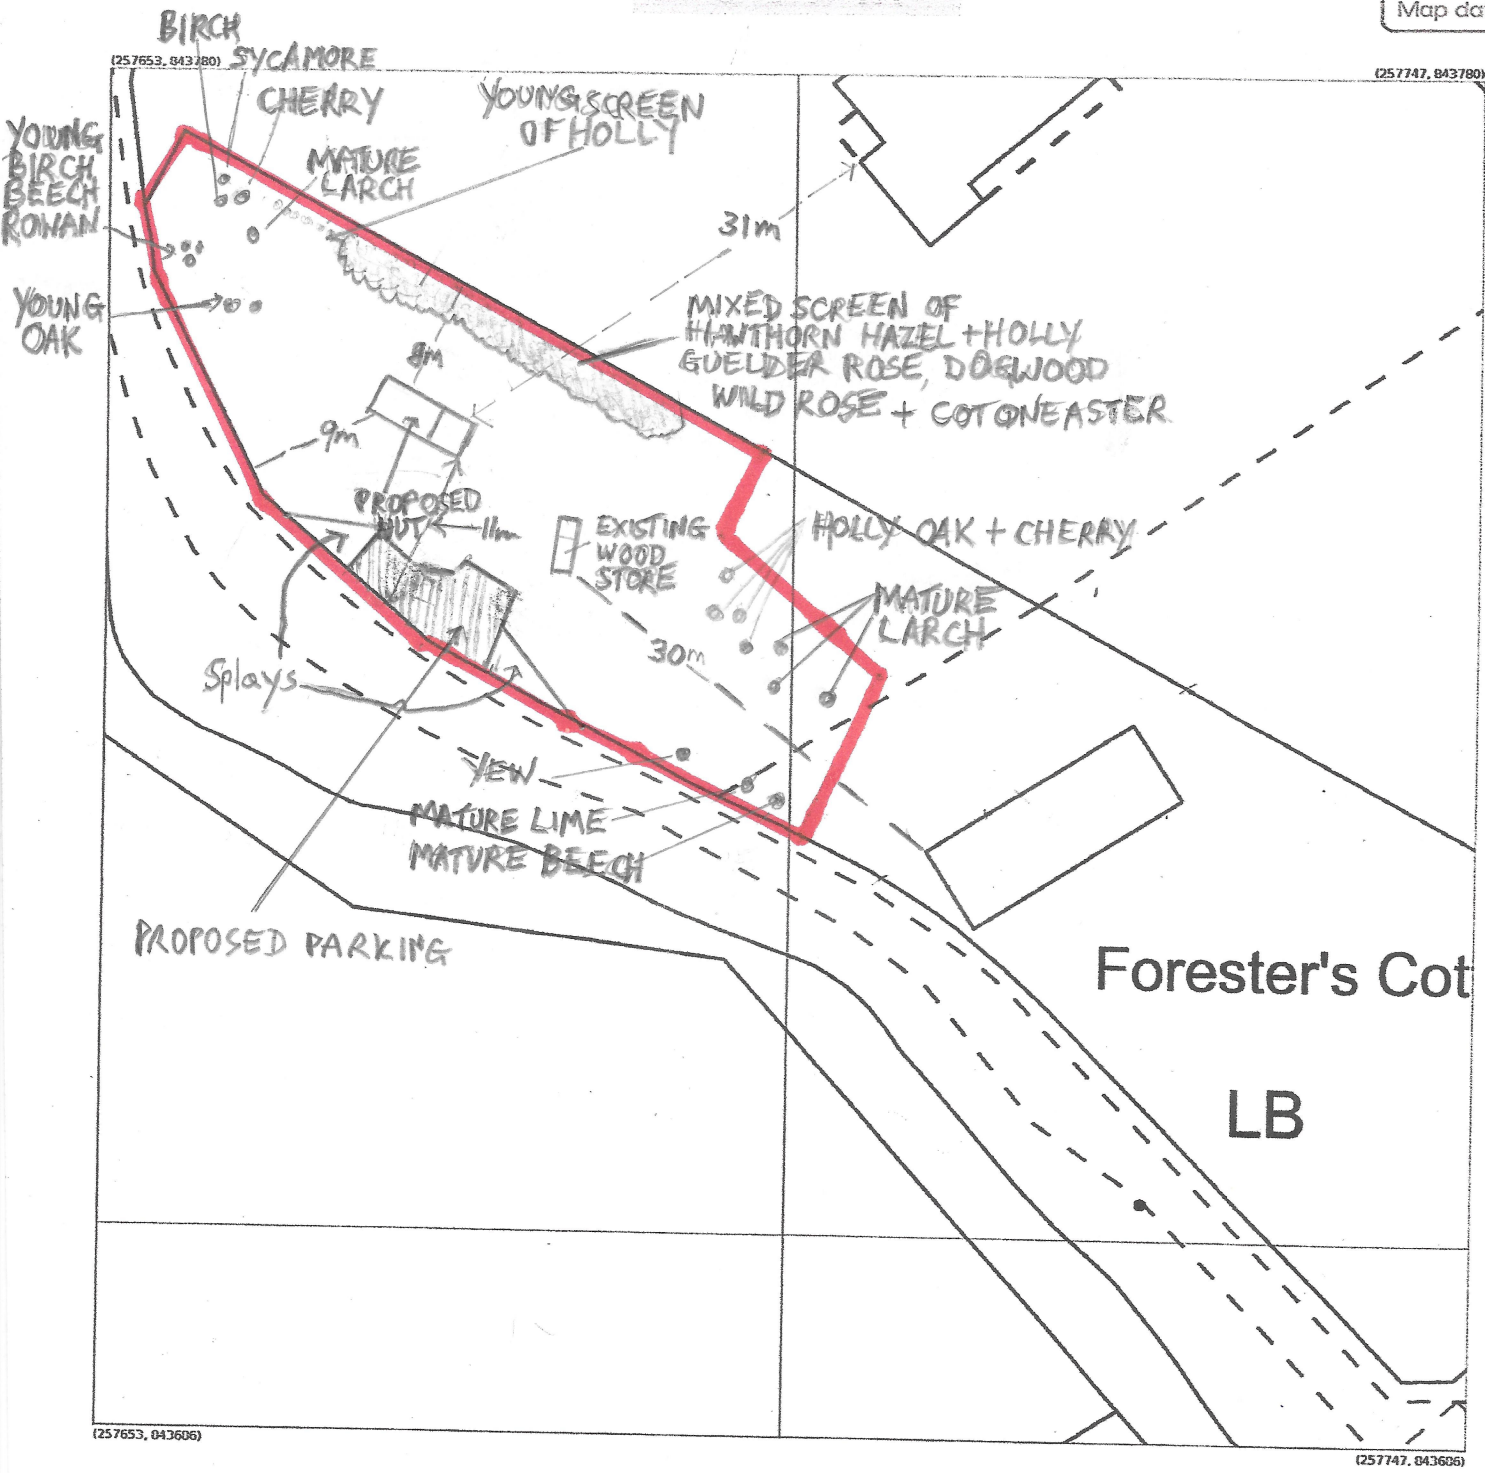 Map da
BIRCH
(257653, 843780)
SYCAMORE
(257747, 843780)
CHERRY
YOUNG SCREEN
OF HOLLY
YOUNG
BIRCH
BEECH
ROWAN
MATURE
LARCH
31m
YOUNG
OAK
MIXED SCREEN OF
HAWTHORN HAZEL + HOLLY
GUELDER ROSE, DOGWOOD
WILD ROSE + COTONEASTER
8m
9m
PROPOSED
HUT
11m
EXISTING
WOOD
STORE
HOLLY OAK + CHERRY
MATURE
LARCH
30m
Splays
YEW
MATURE LIME
MATURE BEECH
PROPOSED PARKING
Forester's Cot
LB
(257653, 843686)
(257747, 843686)